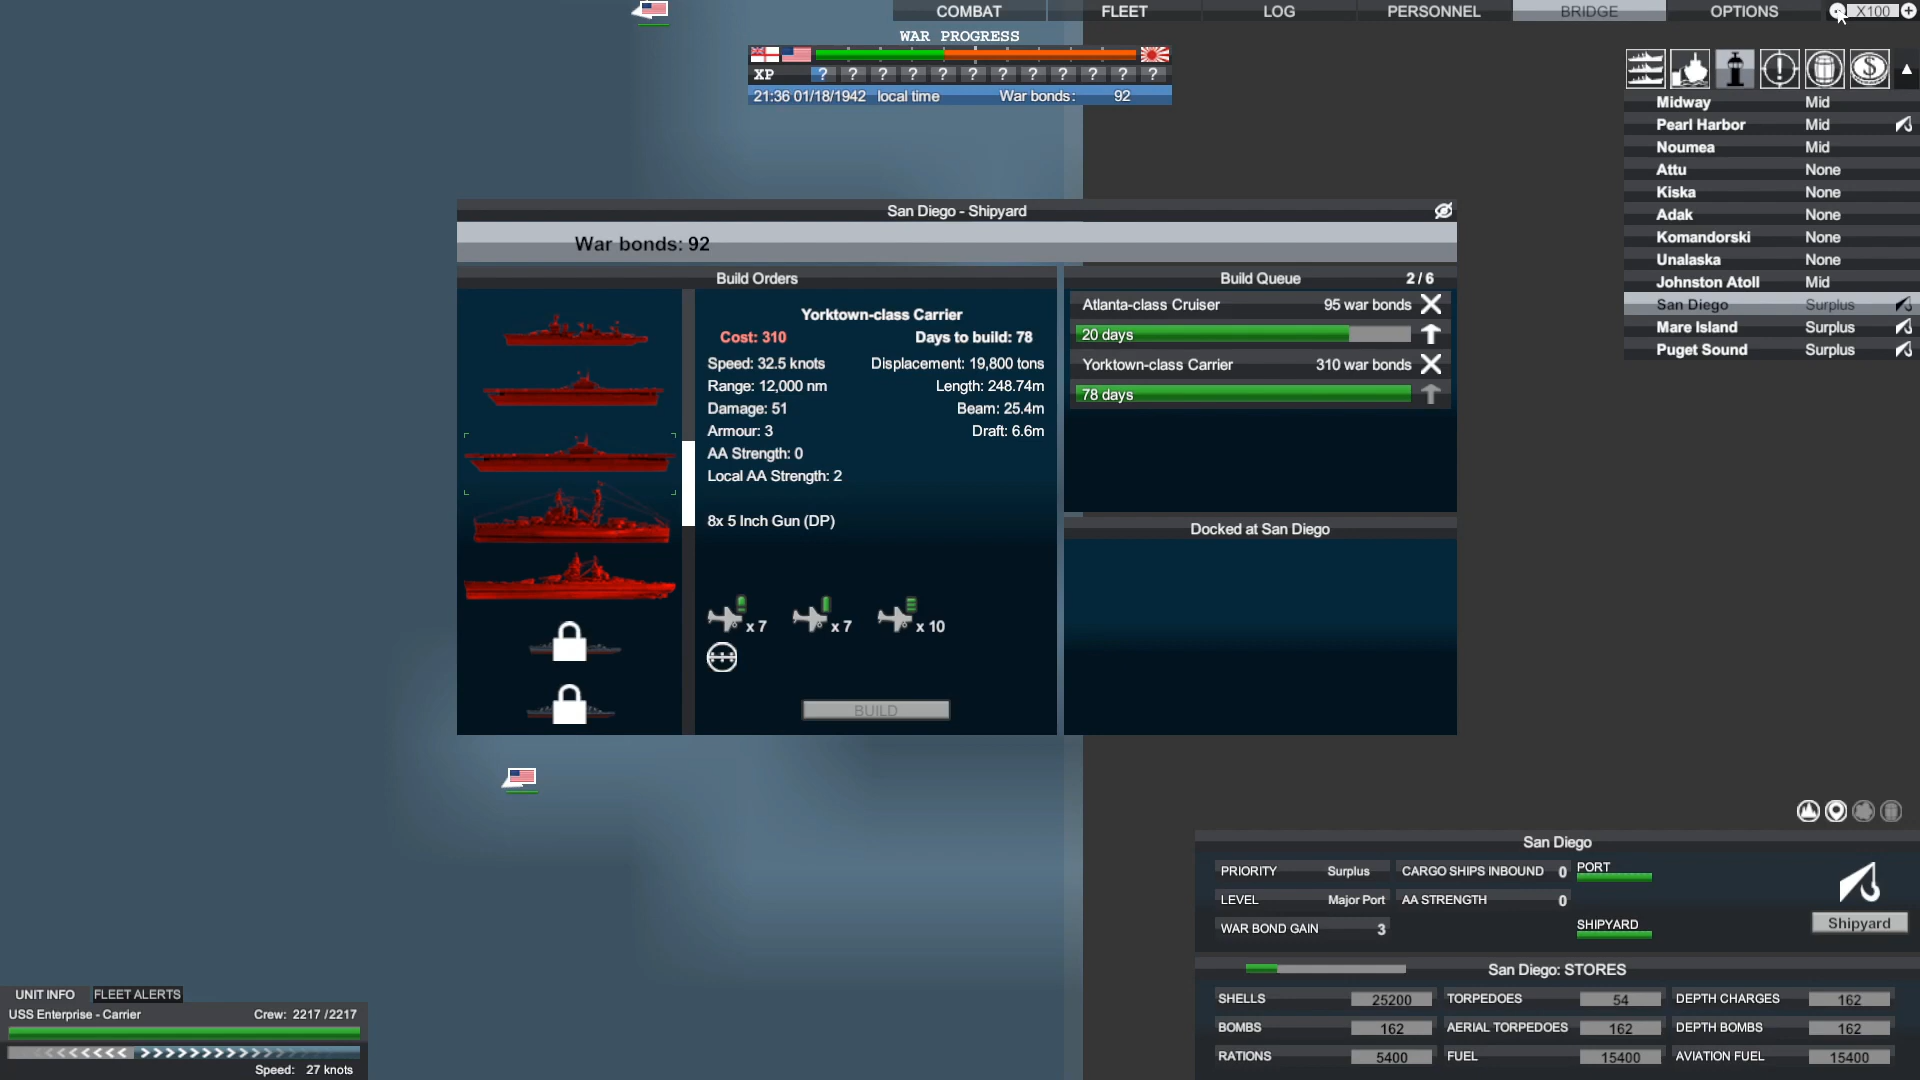 COMBAT FLEET LOG PERSONNEL BRIDGE OPTIONS X100
WAR PROGRESS
XP ? ? ? ? ? ? ? ? ? ? ? ?
21:36 01/18/1942 local time War bonds: 92
Midway Mid
Pearl Harbor Mid
Noumea Mid
Attu None
Kiska None
Adak None
Komandorski None
Unalaska None
Johnston Atoll Mid
San Diego Surplus
Mare Island Surplus
Puget Sound Surplus
San Diego - Shipyard
War bonds: 92
Build Orders
Yorktown-class Carrier
Cost: 310 Days to build: 78
Speed: 32.5 knots Displacement: 19,800 tons
Range: 12,000 nm Length: 248.74m
Damage: 51 Beam: 25.4m
Armour: 3 Draft: 6.6m
AA Strength: 0
Local AA Strength: 2
8x 5 Inch Gun (DP)
x 7 x 7 x 10
BUILD
Build Queue 2 / 6
Atlanta-class Cruiser 95 war bonds
20 days
Yorktown-class Carrier 310 war bonds
78 days
Docked at San Diego
San Diego
PRIORITY Surplus CARGO SHIPS INBOUND 0 PORT
LEVEL Major Port AA STRENGTH 0
WAR BOND GAIN 3 SHIPYARD
Shipyard
San Diego: STORES
SHELLS 25200 TORPEDOES 54 DEPTH CHARGES 162
BOMBS 162 AERIAL TORPEDOES 162 DEPTH BOMBS 162
RATIONS 5400 FUEL 15400 AVIATION FUEL 15400
UNIT INFO FLEET ALERTS
USS Enterprise - Carrier Crew: 2217 /2217
Speed: 27 knots